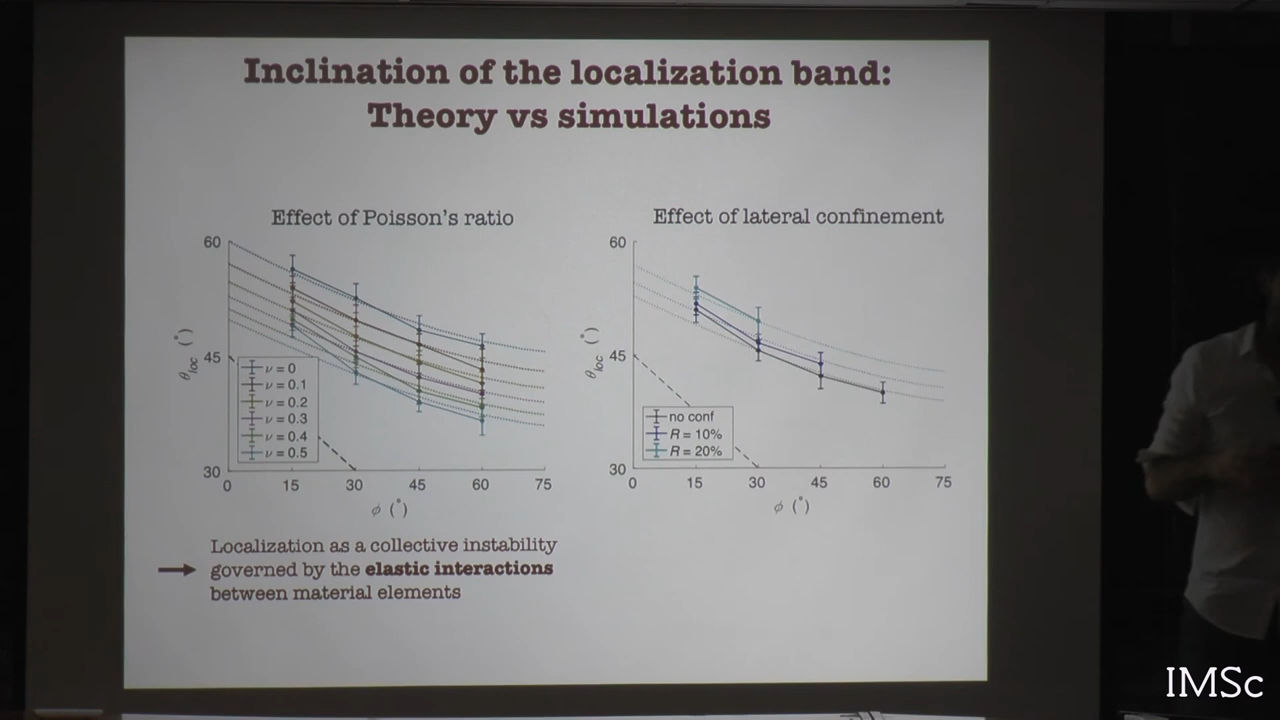 Inclination of the localization band:
Theory vs simulations
Effect of Poisson's ratio
60
45
30
θloc (°)
ν = 0
ν = 0.1
ν = 0.2
ν = 0.3
ν = 0.4
ν = 0.5
0 15 30 45 60 75
ϕ (°)
Effect of lateral confinement
60
45
30
θloc (°)
no conf
R = 10%
R = 20%
0 15 30 45 60 75
ϕ (°)
Localization as a collective instability
governed by the elastic interactions
between material elements
IMSc